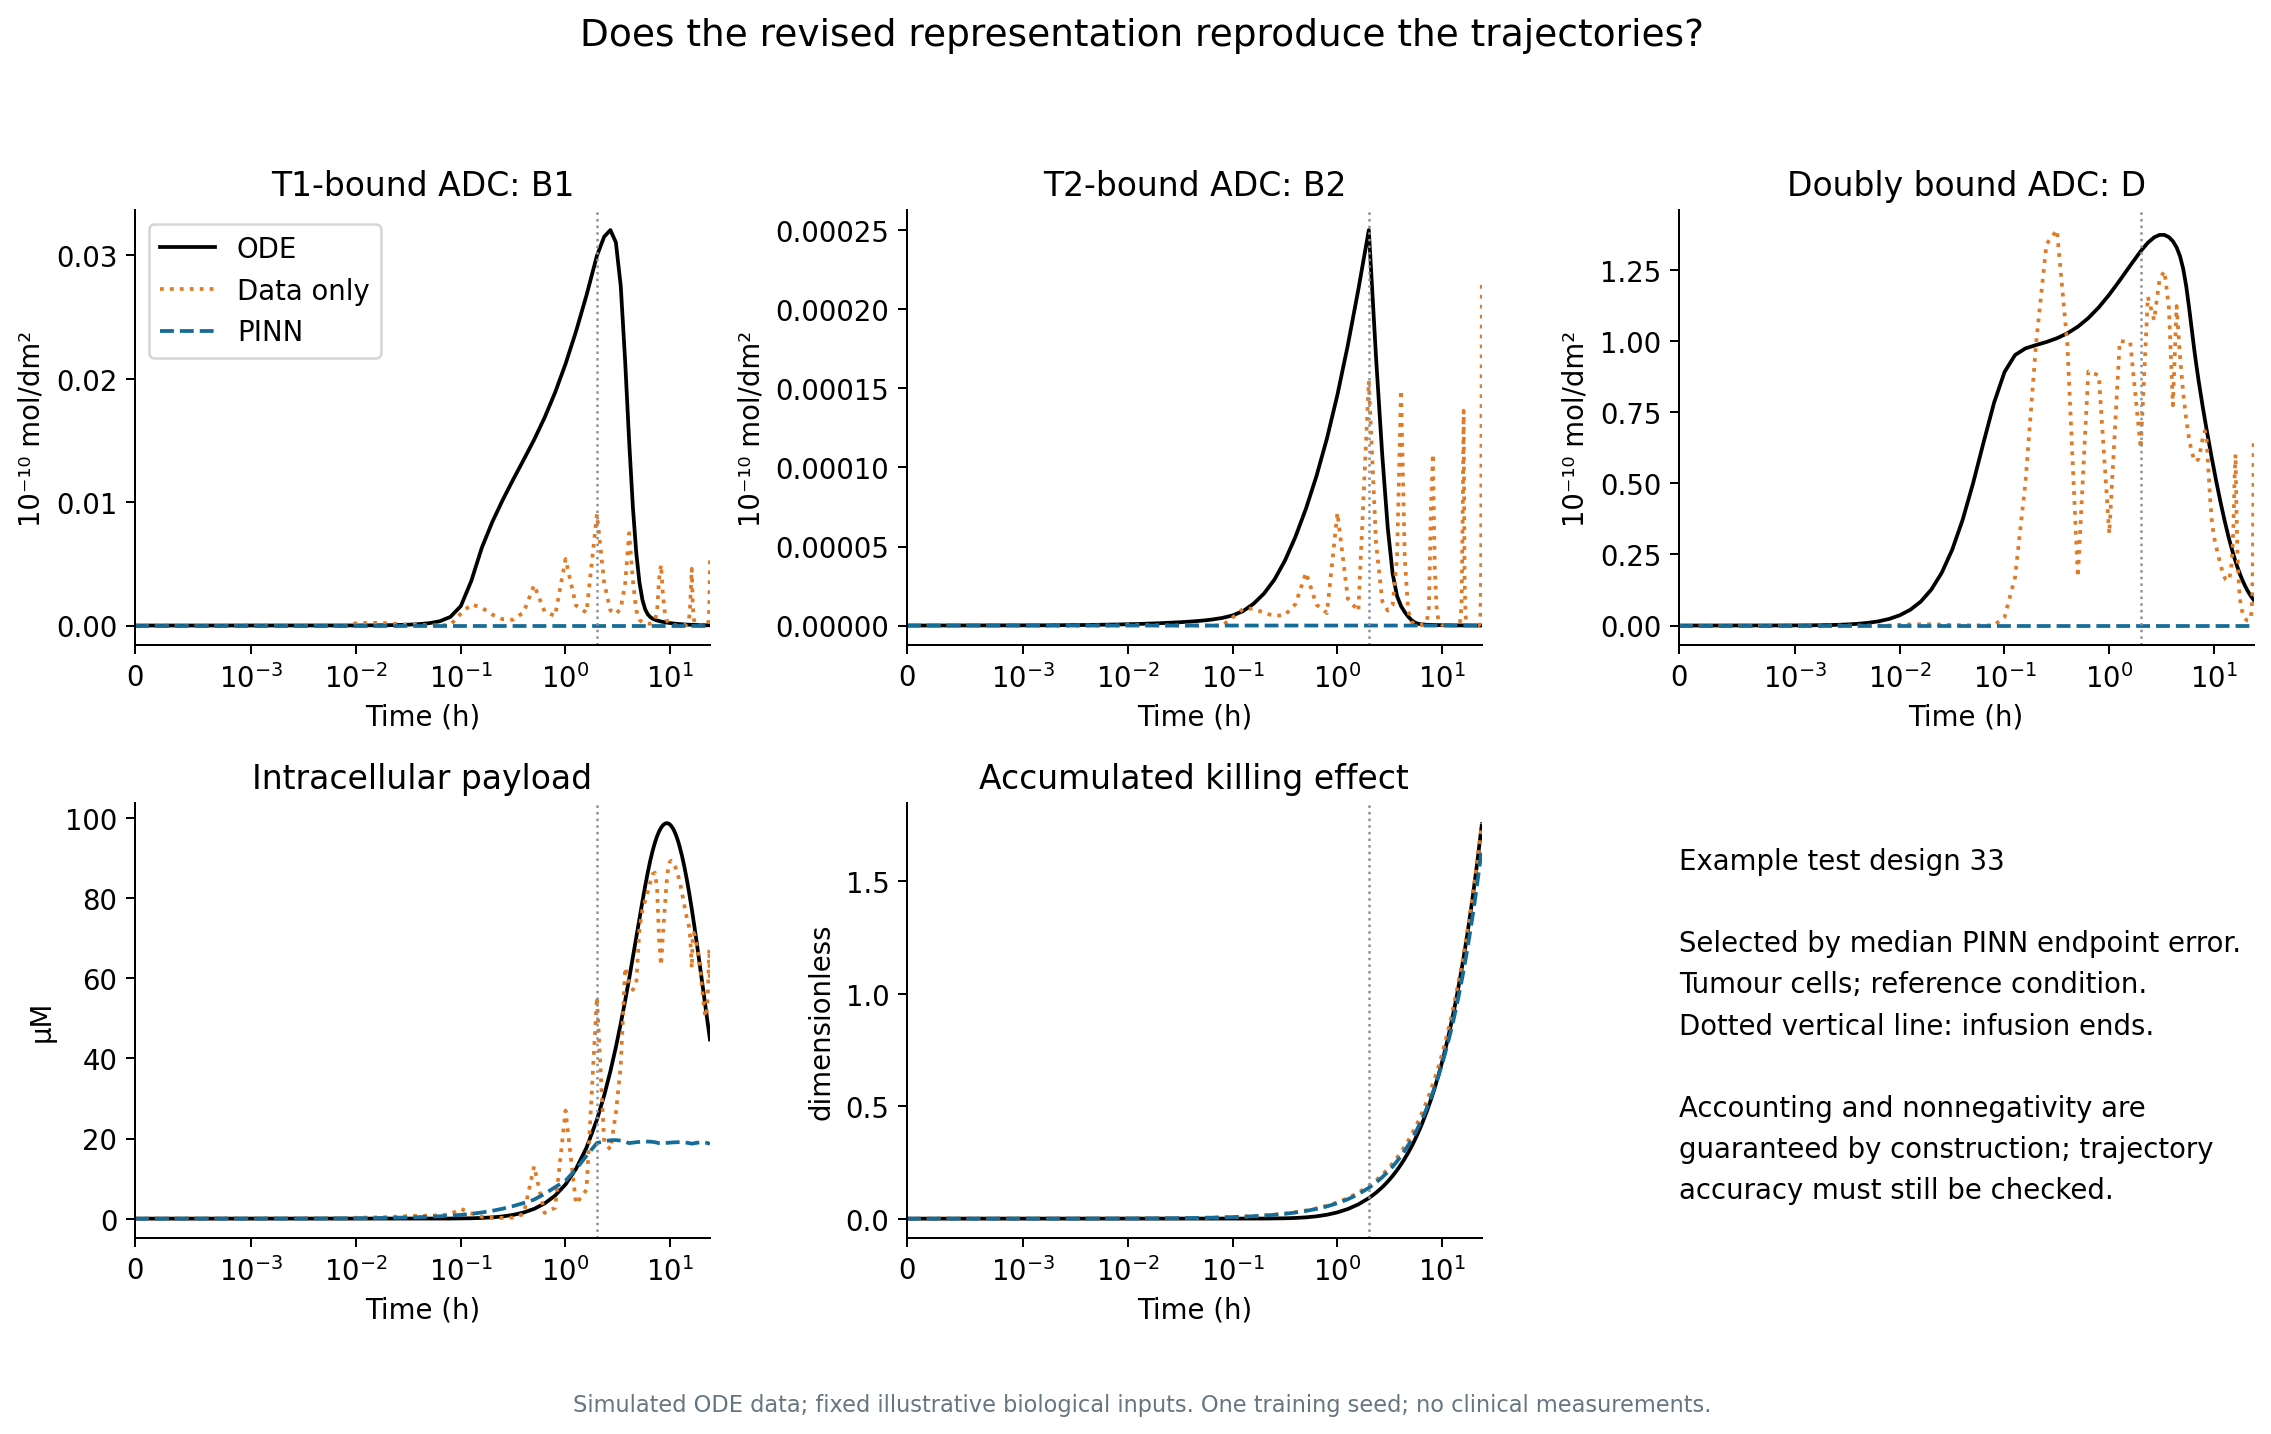 Does the revised representation reproduce the trajectories?
T1-bound ADC: B1
10⁻¹⁰ mol/dm²
0.03
0.02
0.01
0.00
ODE
Data only
PINN
0
10⁻³
10⁻²
10⁻¹
10⁰
10¹
Time (h)
T2-bound ADC: B2
10⁻¹⁰ mol/dm²
0.00025
0.00020
0.00015
0.00010
0.00005
0.00000
0
10⁻³
10⁻²
10⁻¹
10⁰
10¹
Time (h)
Doubly bound ADC: D
10⁻¹⁰ mol/dm²
1.25
1.00
0.75
0.50
0.25
0.00
0
10⁻³
10⁻²
10⁻¹
10⁰
10¹
Time (h)
Intracellular payload
µM
100
80
60
40
20
0
0
10⁻³
10⁻²
10⁻¹
10⁰
10¹
Time (h)
Accumulated killing effect
dimensionless
1.5
1.0
0.5
0.0
0
10⁻³
10⁻²
10⁻¹
10⁰
10¹
Time (h)
Example test design 33
Selected by median PINN endpoint error.
Tumour cells; reference condition.
Dotted vertical line: infusion ends.
Accounting and nonnegativity are
guaranteed by construction; trajectory
accuracy must still be checked.
Simulated ODE data; fixed illustrative biological inputs. One training seed; no clinical measurements.